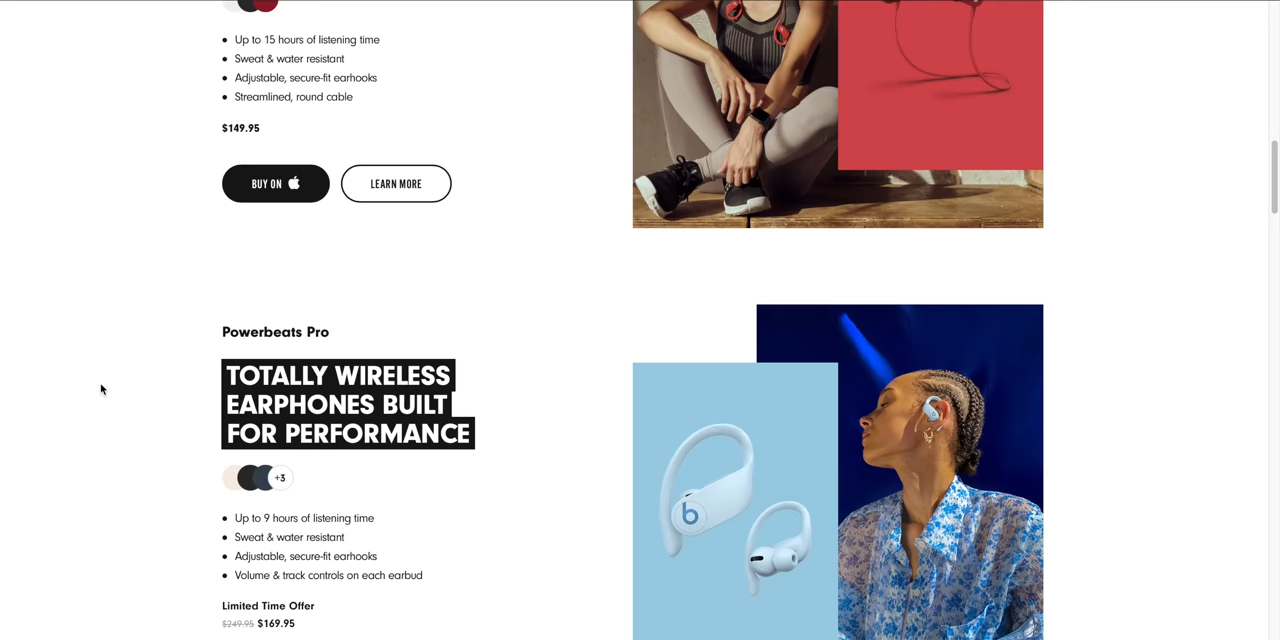 Up to 15 hours of listening time
Sweat & water resistant
Adjustable, secure-fit earhooks
Streamlined, round cable
$149.95
BUY ON
LEARN MORE
Powerbeats Pro
TOTALLY WIRELESS
EARPHONES BUILT
FOR PERFORMANCE
+3
Up to 9 hours of listening time
Sweat & water resistant
Adjustable, secure-fit earhooks
Volume & track controls on each earbud
Limited Time Offer
$249.95 $169.95
b